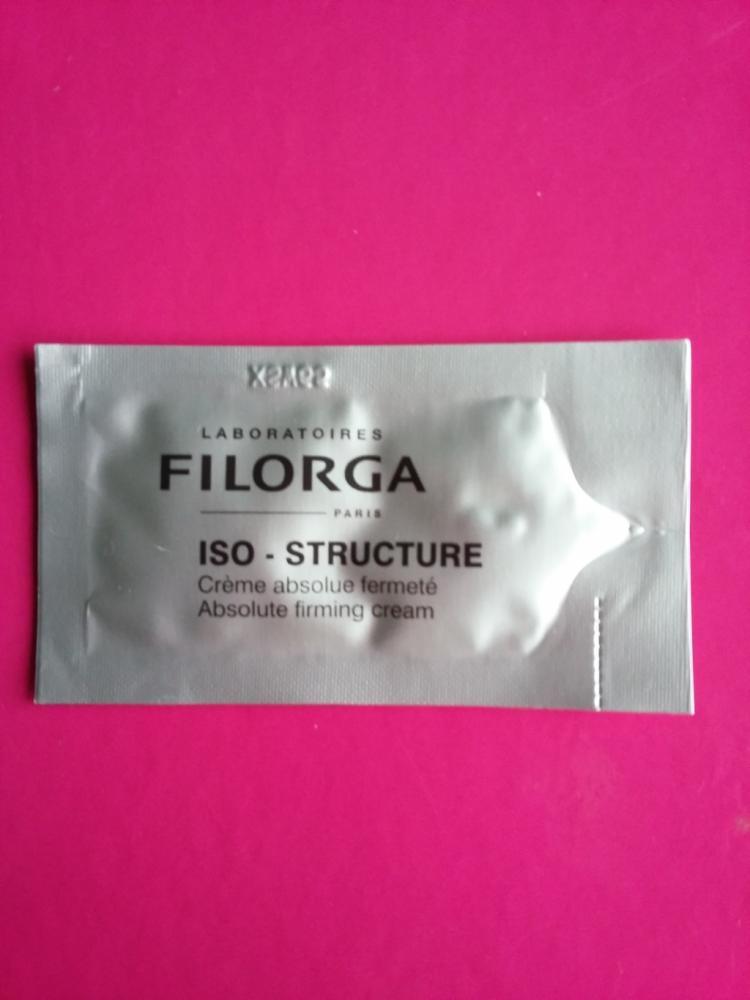 LABORATOIRES
FILORGA
PARIS
ISO - STRUCTURE
Crème absolue fermeté
Absolute firming cream